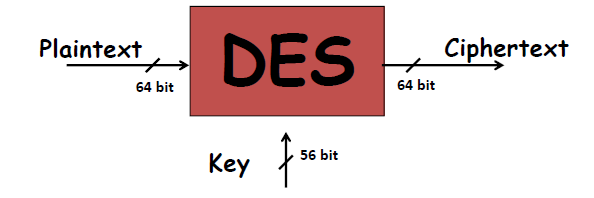 Plaintext
64 bit
DES
Ciphertext
64 bit
Key
56 bit